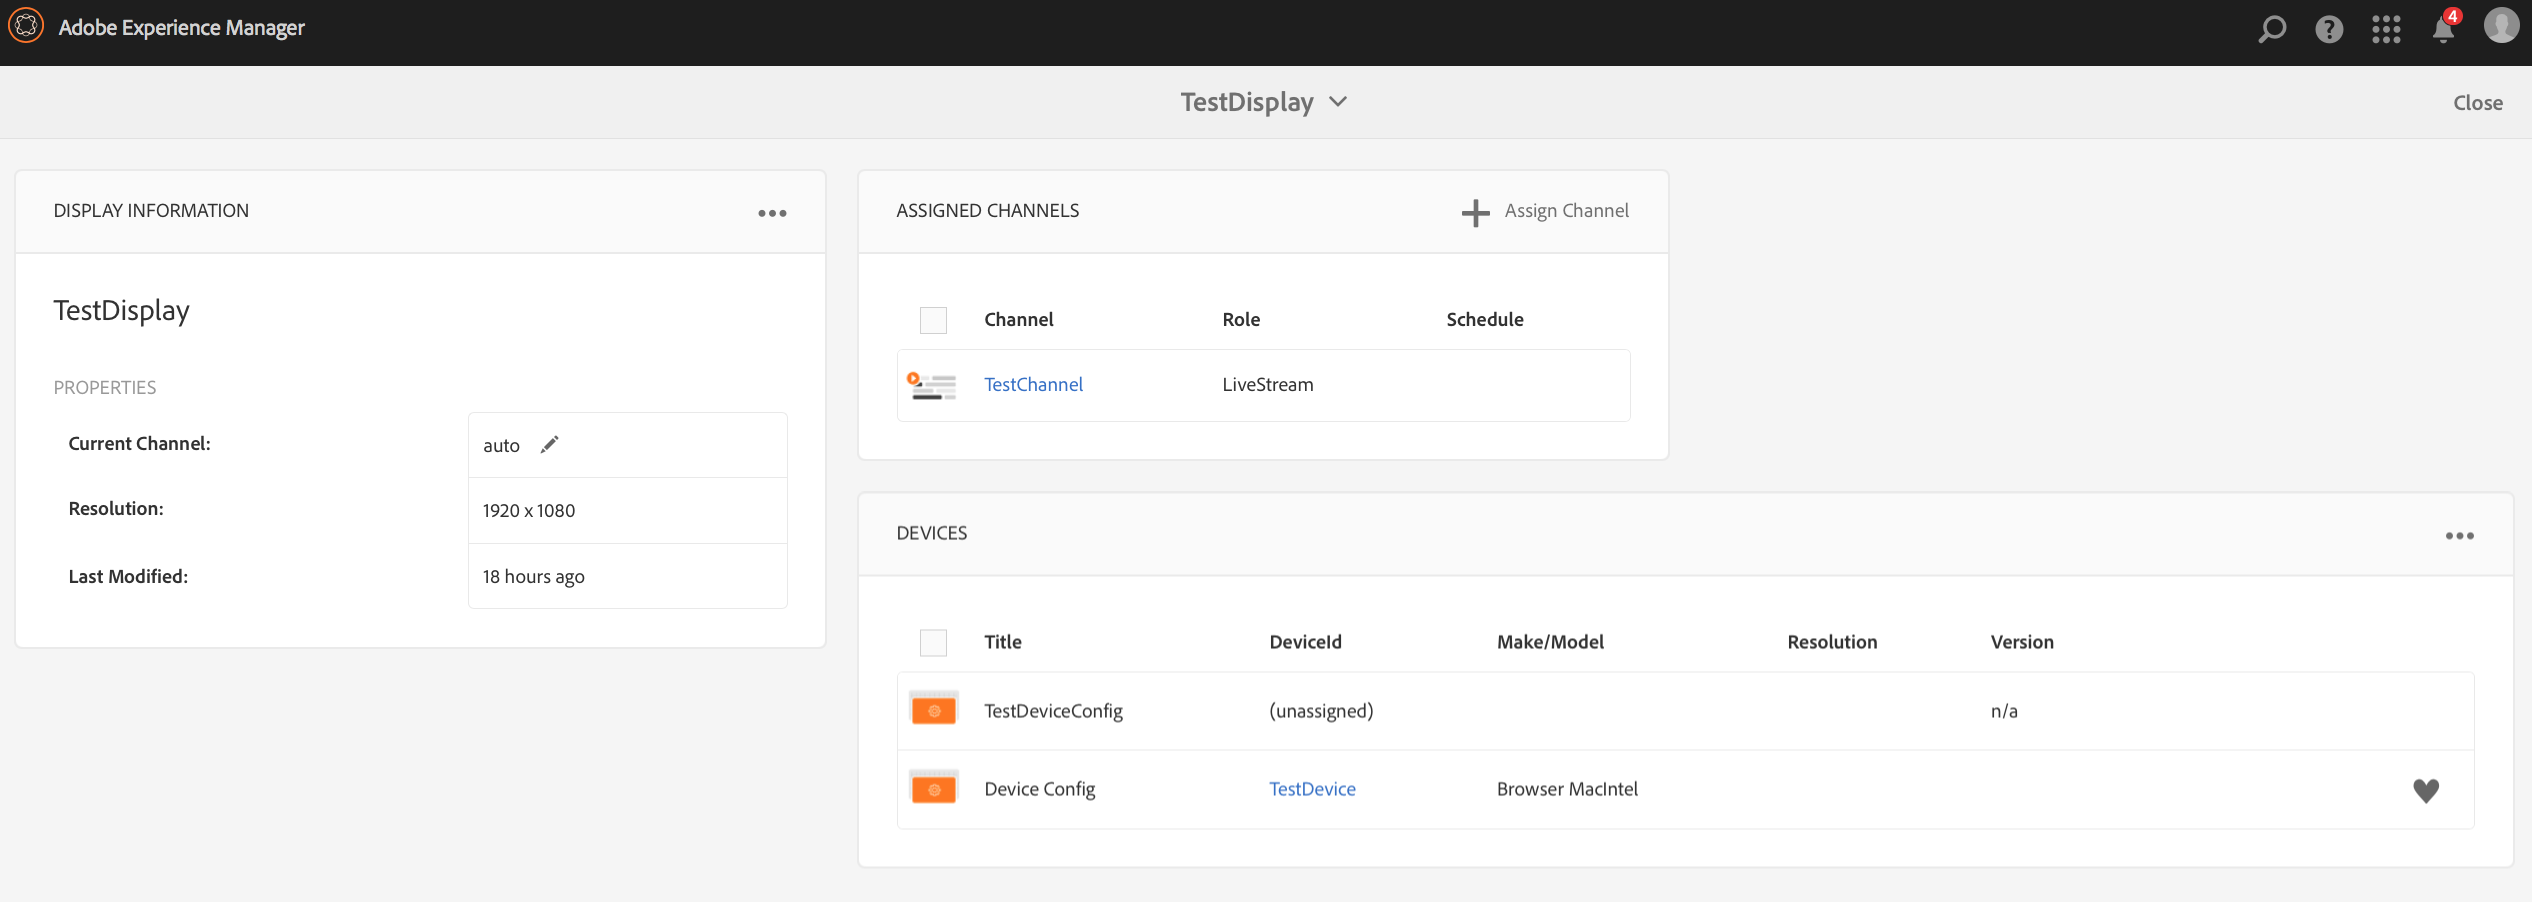 Adobe Experience Manager
4
TestDisplay
Close
DISPLAY INFORMATION
TestDisplay
PROPERTIES
Current Channel: auto
Resolution: 1920 x 1080
Last Modified: 18 hours ago
ASSIGNED CHANNELS Assign Channel
Channel Role Schedule
TestChannel LiveStream
DEVICES
Title DeviceId Make/Model Resolution Version
TestDeviceConfig (unassigned) n/a
Device Config TestDevice Browser MacIntel